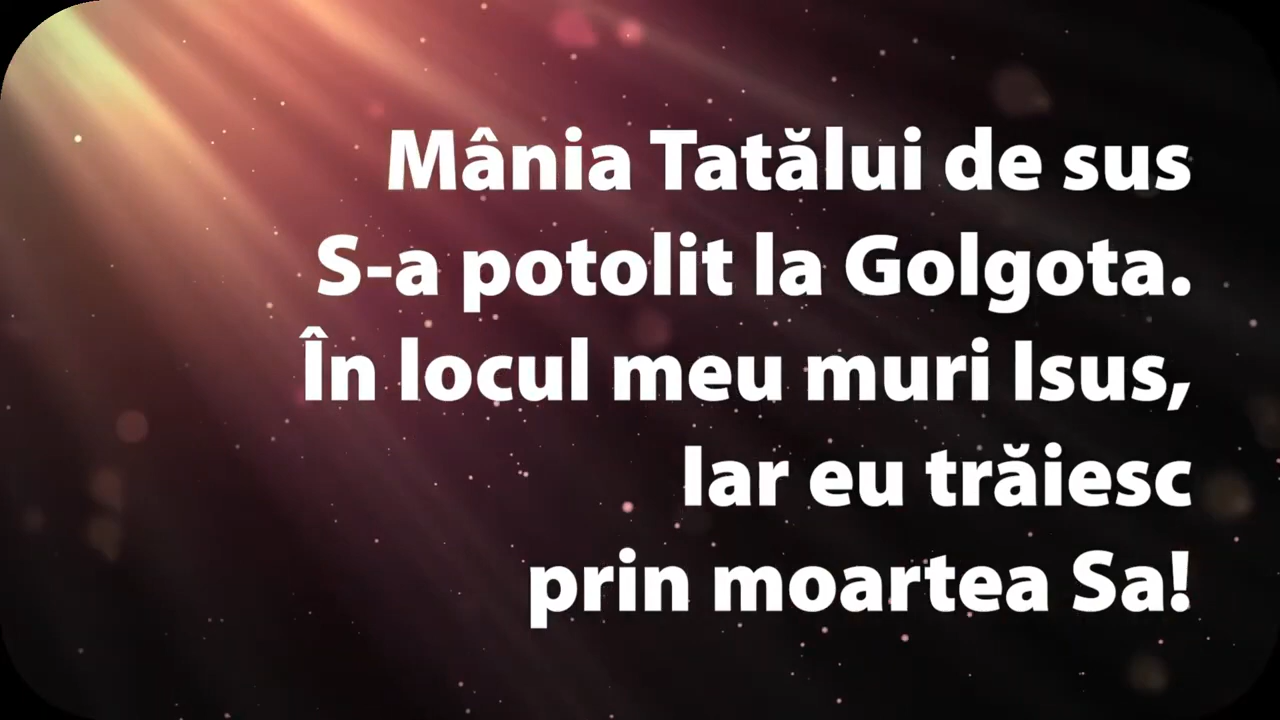 Mânia Tatălui de sus
S-a potolit la Golgota.
În locul meu muri Isus,
Iar eu trăiesc
prin moartea Sa!